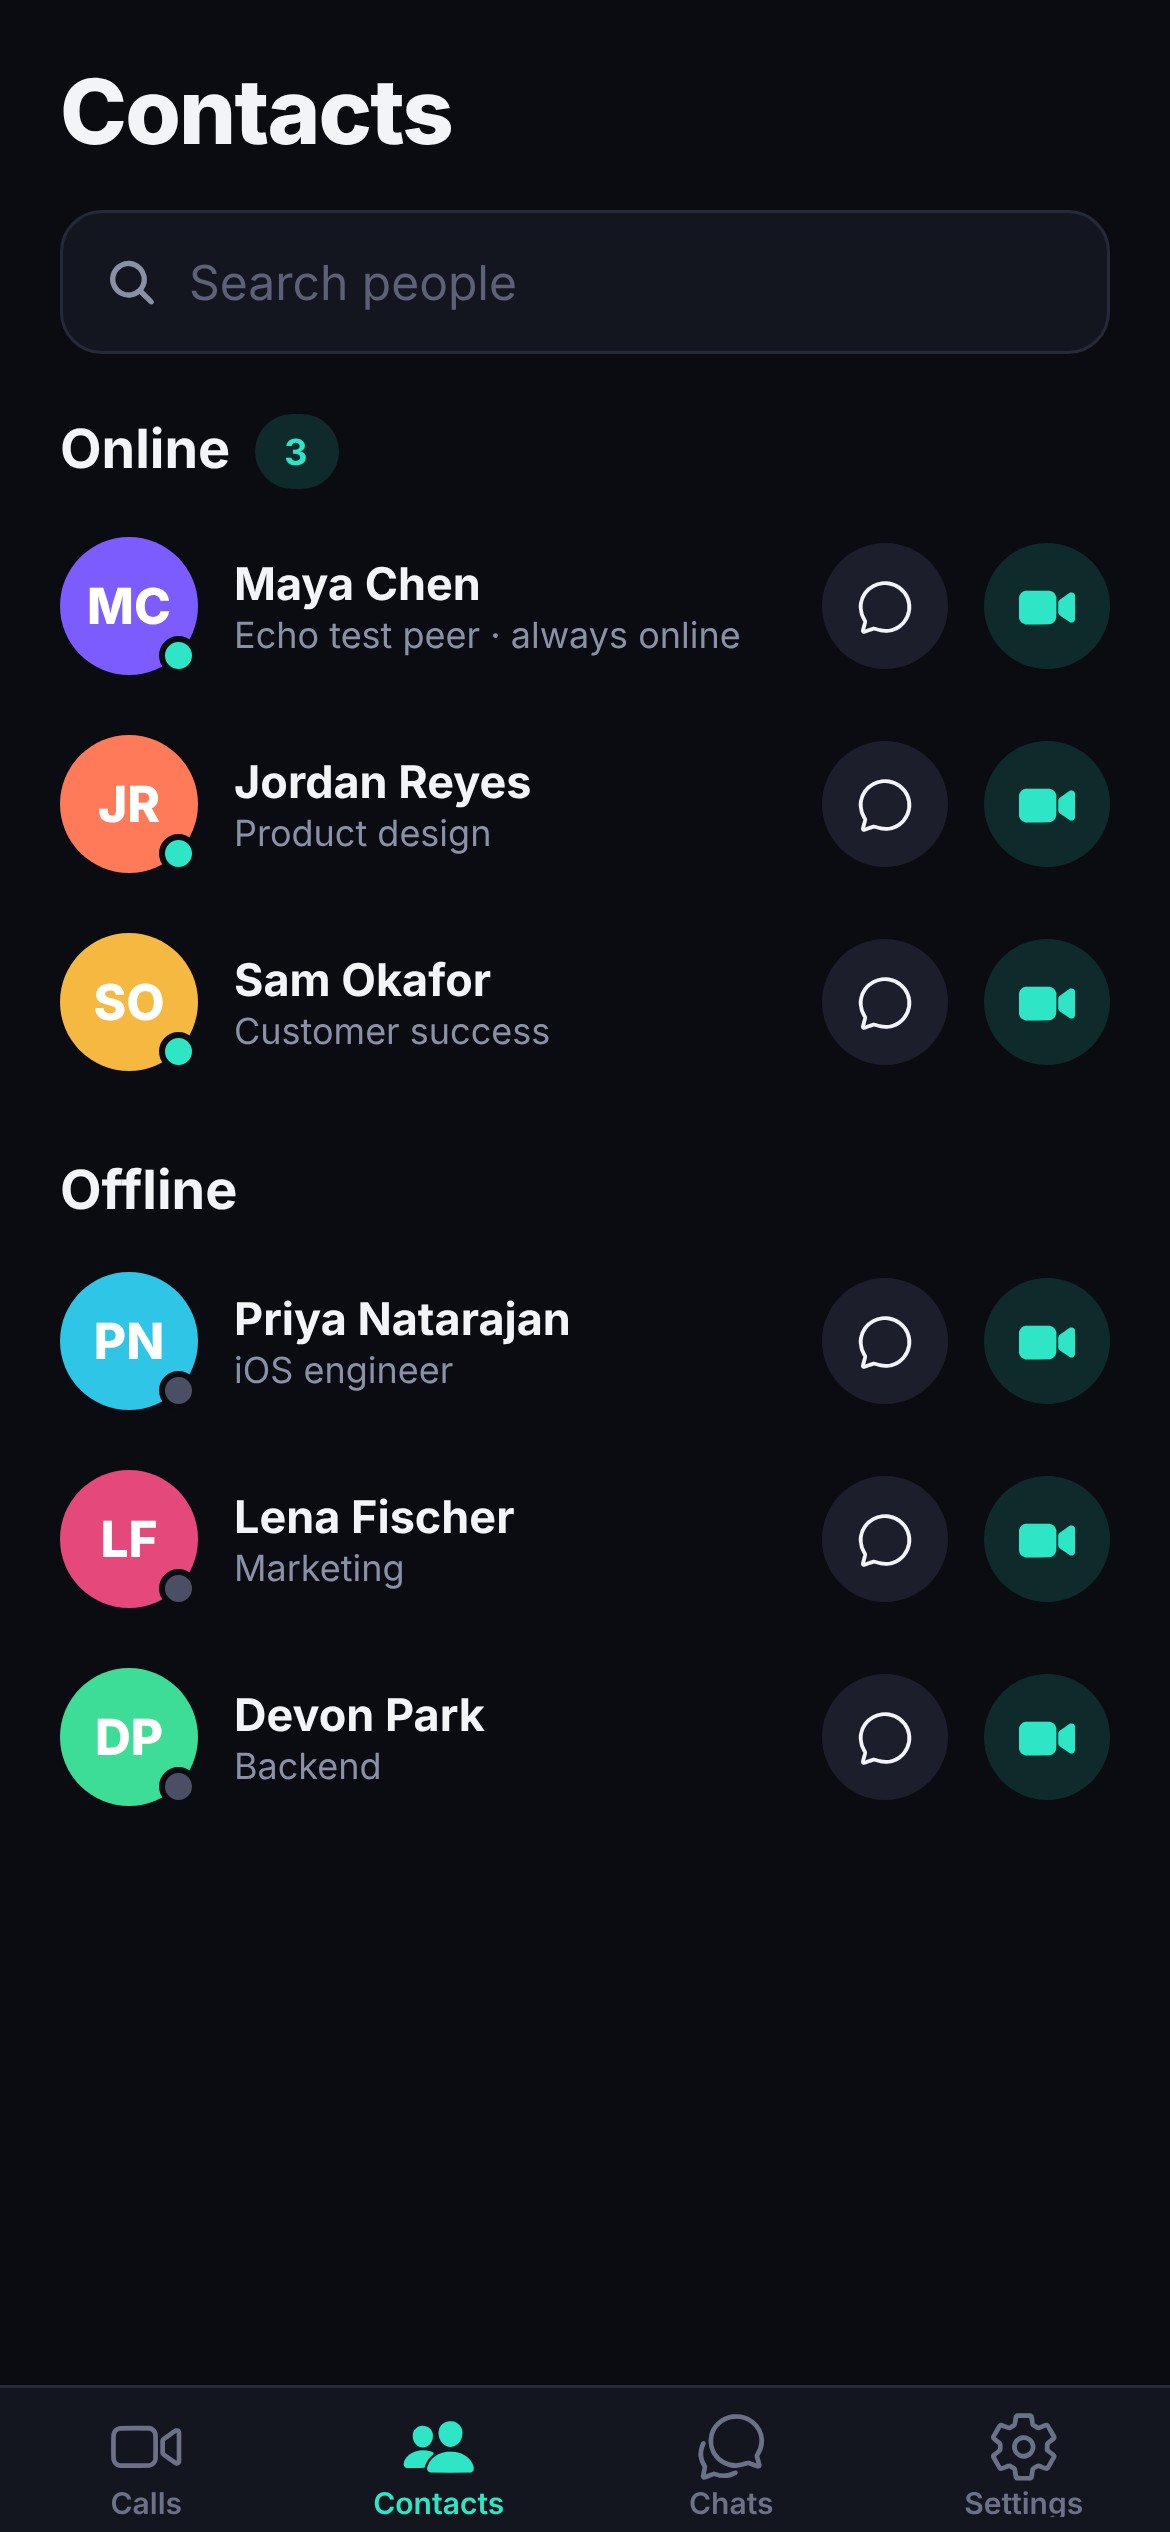 Contacts
Search people
Online 3
MC Maya Chen
Echo test peer · always online
JR Jordan Reyes
Product design
SO Sam Okafor
Customer success
Offline
PN Priya Natarajan
iOS engineer
LF Lena Fischer
Marketing
DP Devon Park
Backend
Calls Contacts Chats Settings